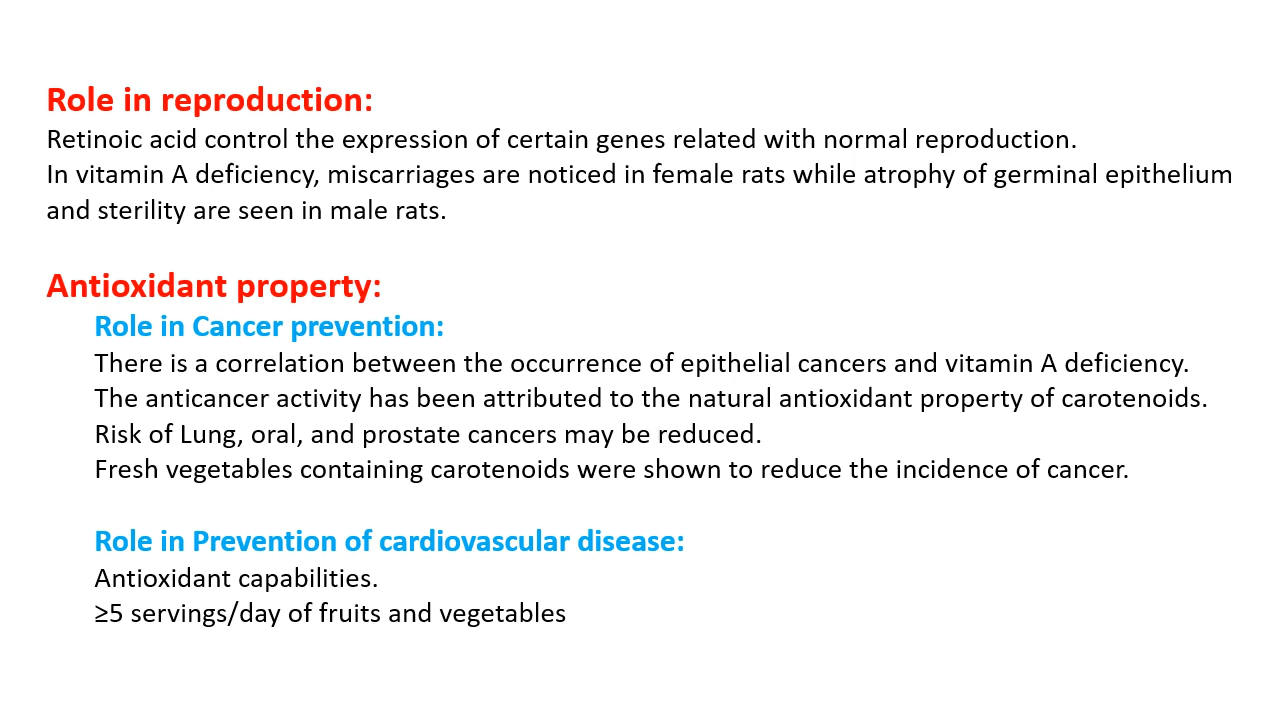 Role in reproduction:
Retinoic acid control the expression of certain genes related with normal reproduction.
In vitamin A deficiency, miscarriages are noticed in female rats while atrophy of germinal epithelium
and sterility are seen in male rats.
Antioxidant property:
Role in Cancer prevention:
There is a correlation between the occurrence of epithelial cancers and vitamin A deficiency.
The anticancer activity has been attributed to the natural antioxidant property of carotenoids.
Risk of Lung, oral, and prostate cancers may be reduced.
Fresh vegetables containing carotenoids were shown to reduce the incidence of cancer.
Role in Prevention of cardiovascular disease:
Antioxidant capabilities.
≥5 servings/day of fruits and vegetables